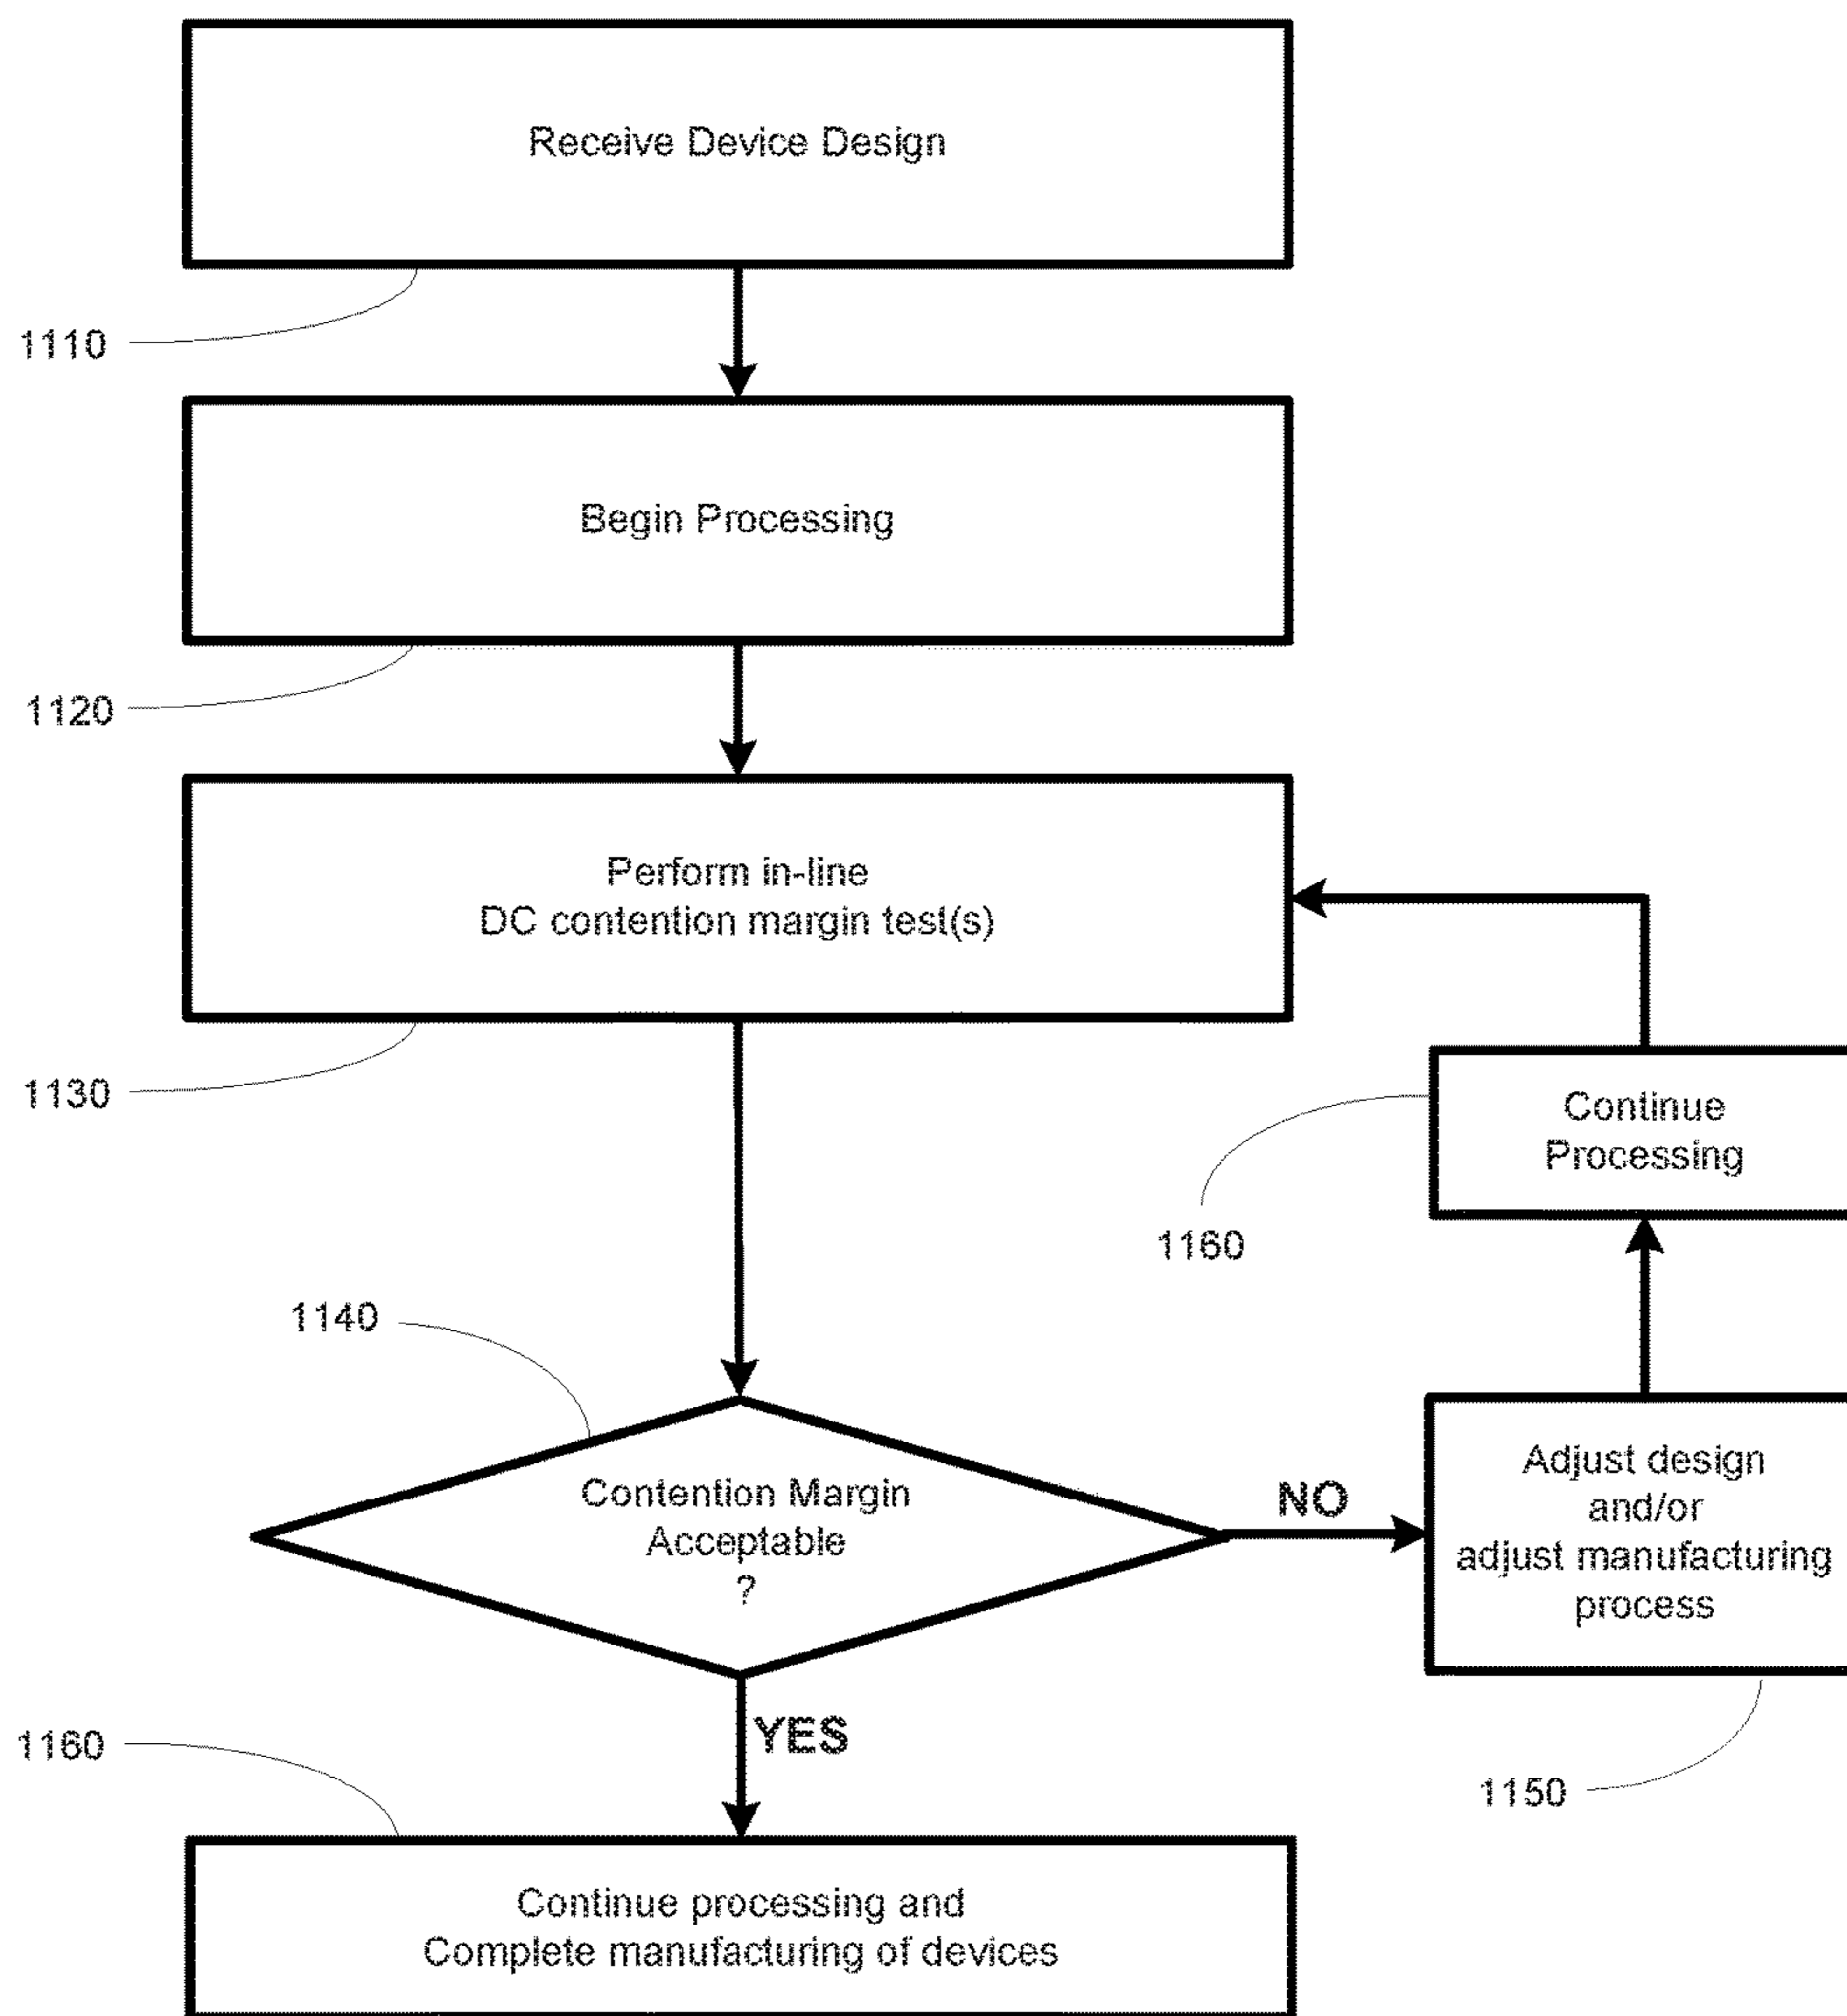 Receive Device Design
1110
Begin Processing
1120
Perform in-line
DC contention margin test(s)
1130
Continue
Processing
1160
1140
Contention Margin
Acceptable
?
NO
Adjust design
and/or
adjust manufacturing
process
1150
YES
1160
Continue processing and
Complete manufacturing of devices